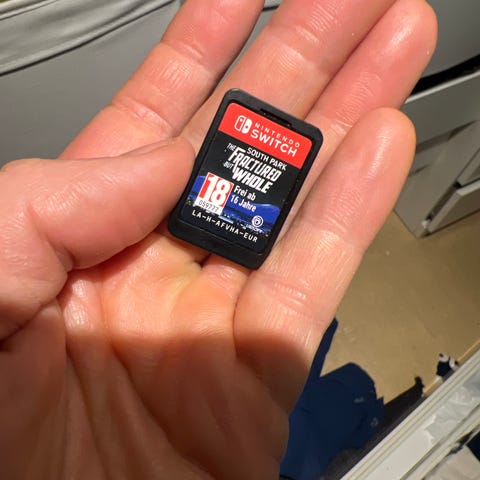 NINTENDO
SWITCH
SOUTH PARK
THE FRACTURED
BUT WHOLE
18
Frei ab
16 Jahre
LA-H-AFVHA-EUR